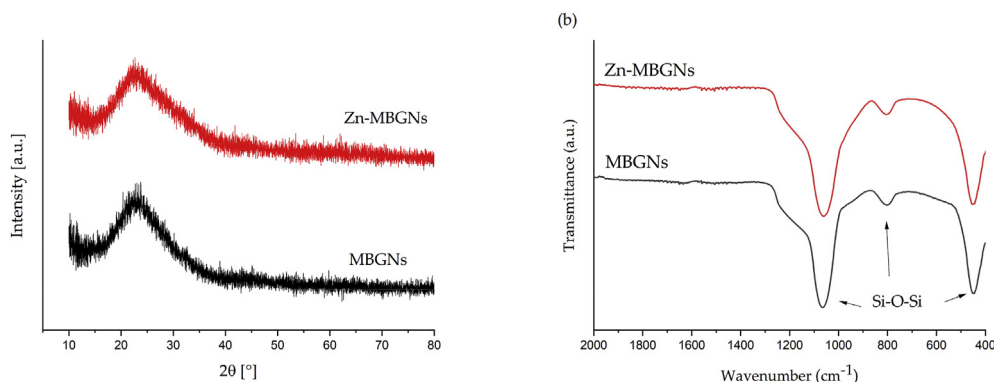 Intensity [a.u.]
Zn-MBGNs
MBGNs
10 20 30 40 50 60 70 80
2θ [°]
(b)
Transmittance (a.u.)
Zn-MBGNs
MBGNs
Si-O-Si
2000 1800 1600 1400 1200 1000 800 600 400
Wavenumber (cm-1)